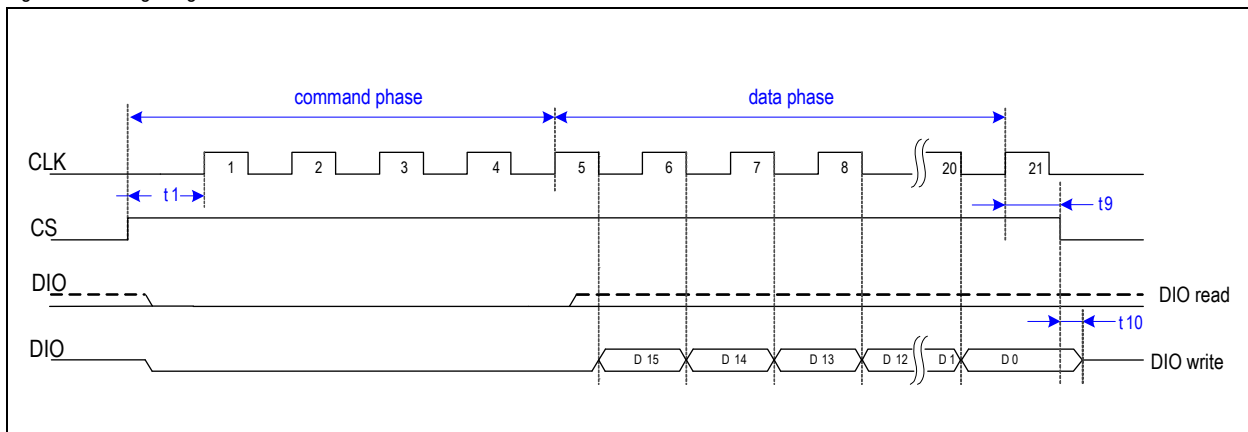 command phase data phase
CLK 1 2 3 4 5 6 7 8 20 21
t1
t9
CS
DIO
DIO read
t10
DIO D 15 D 14 D 13 D 12 D 1 D 0 DIO write